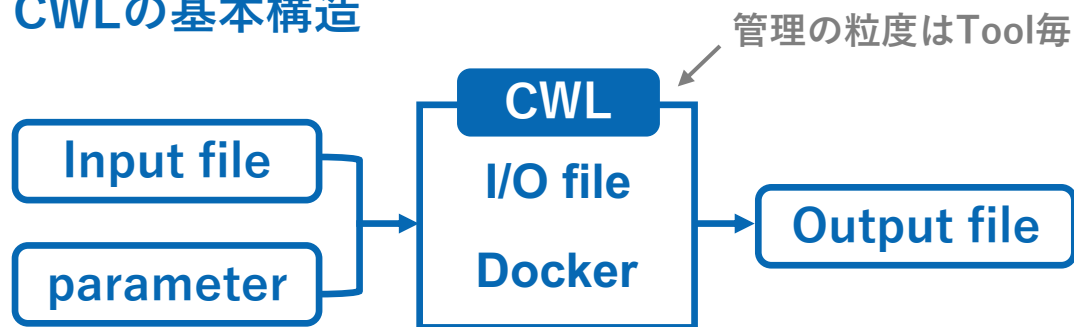 CWLの基本構造
管理の粒度はTool毎
CWL
Input file
I/O file
Output file
parameter
Docker